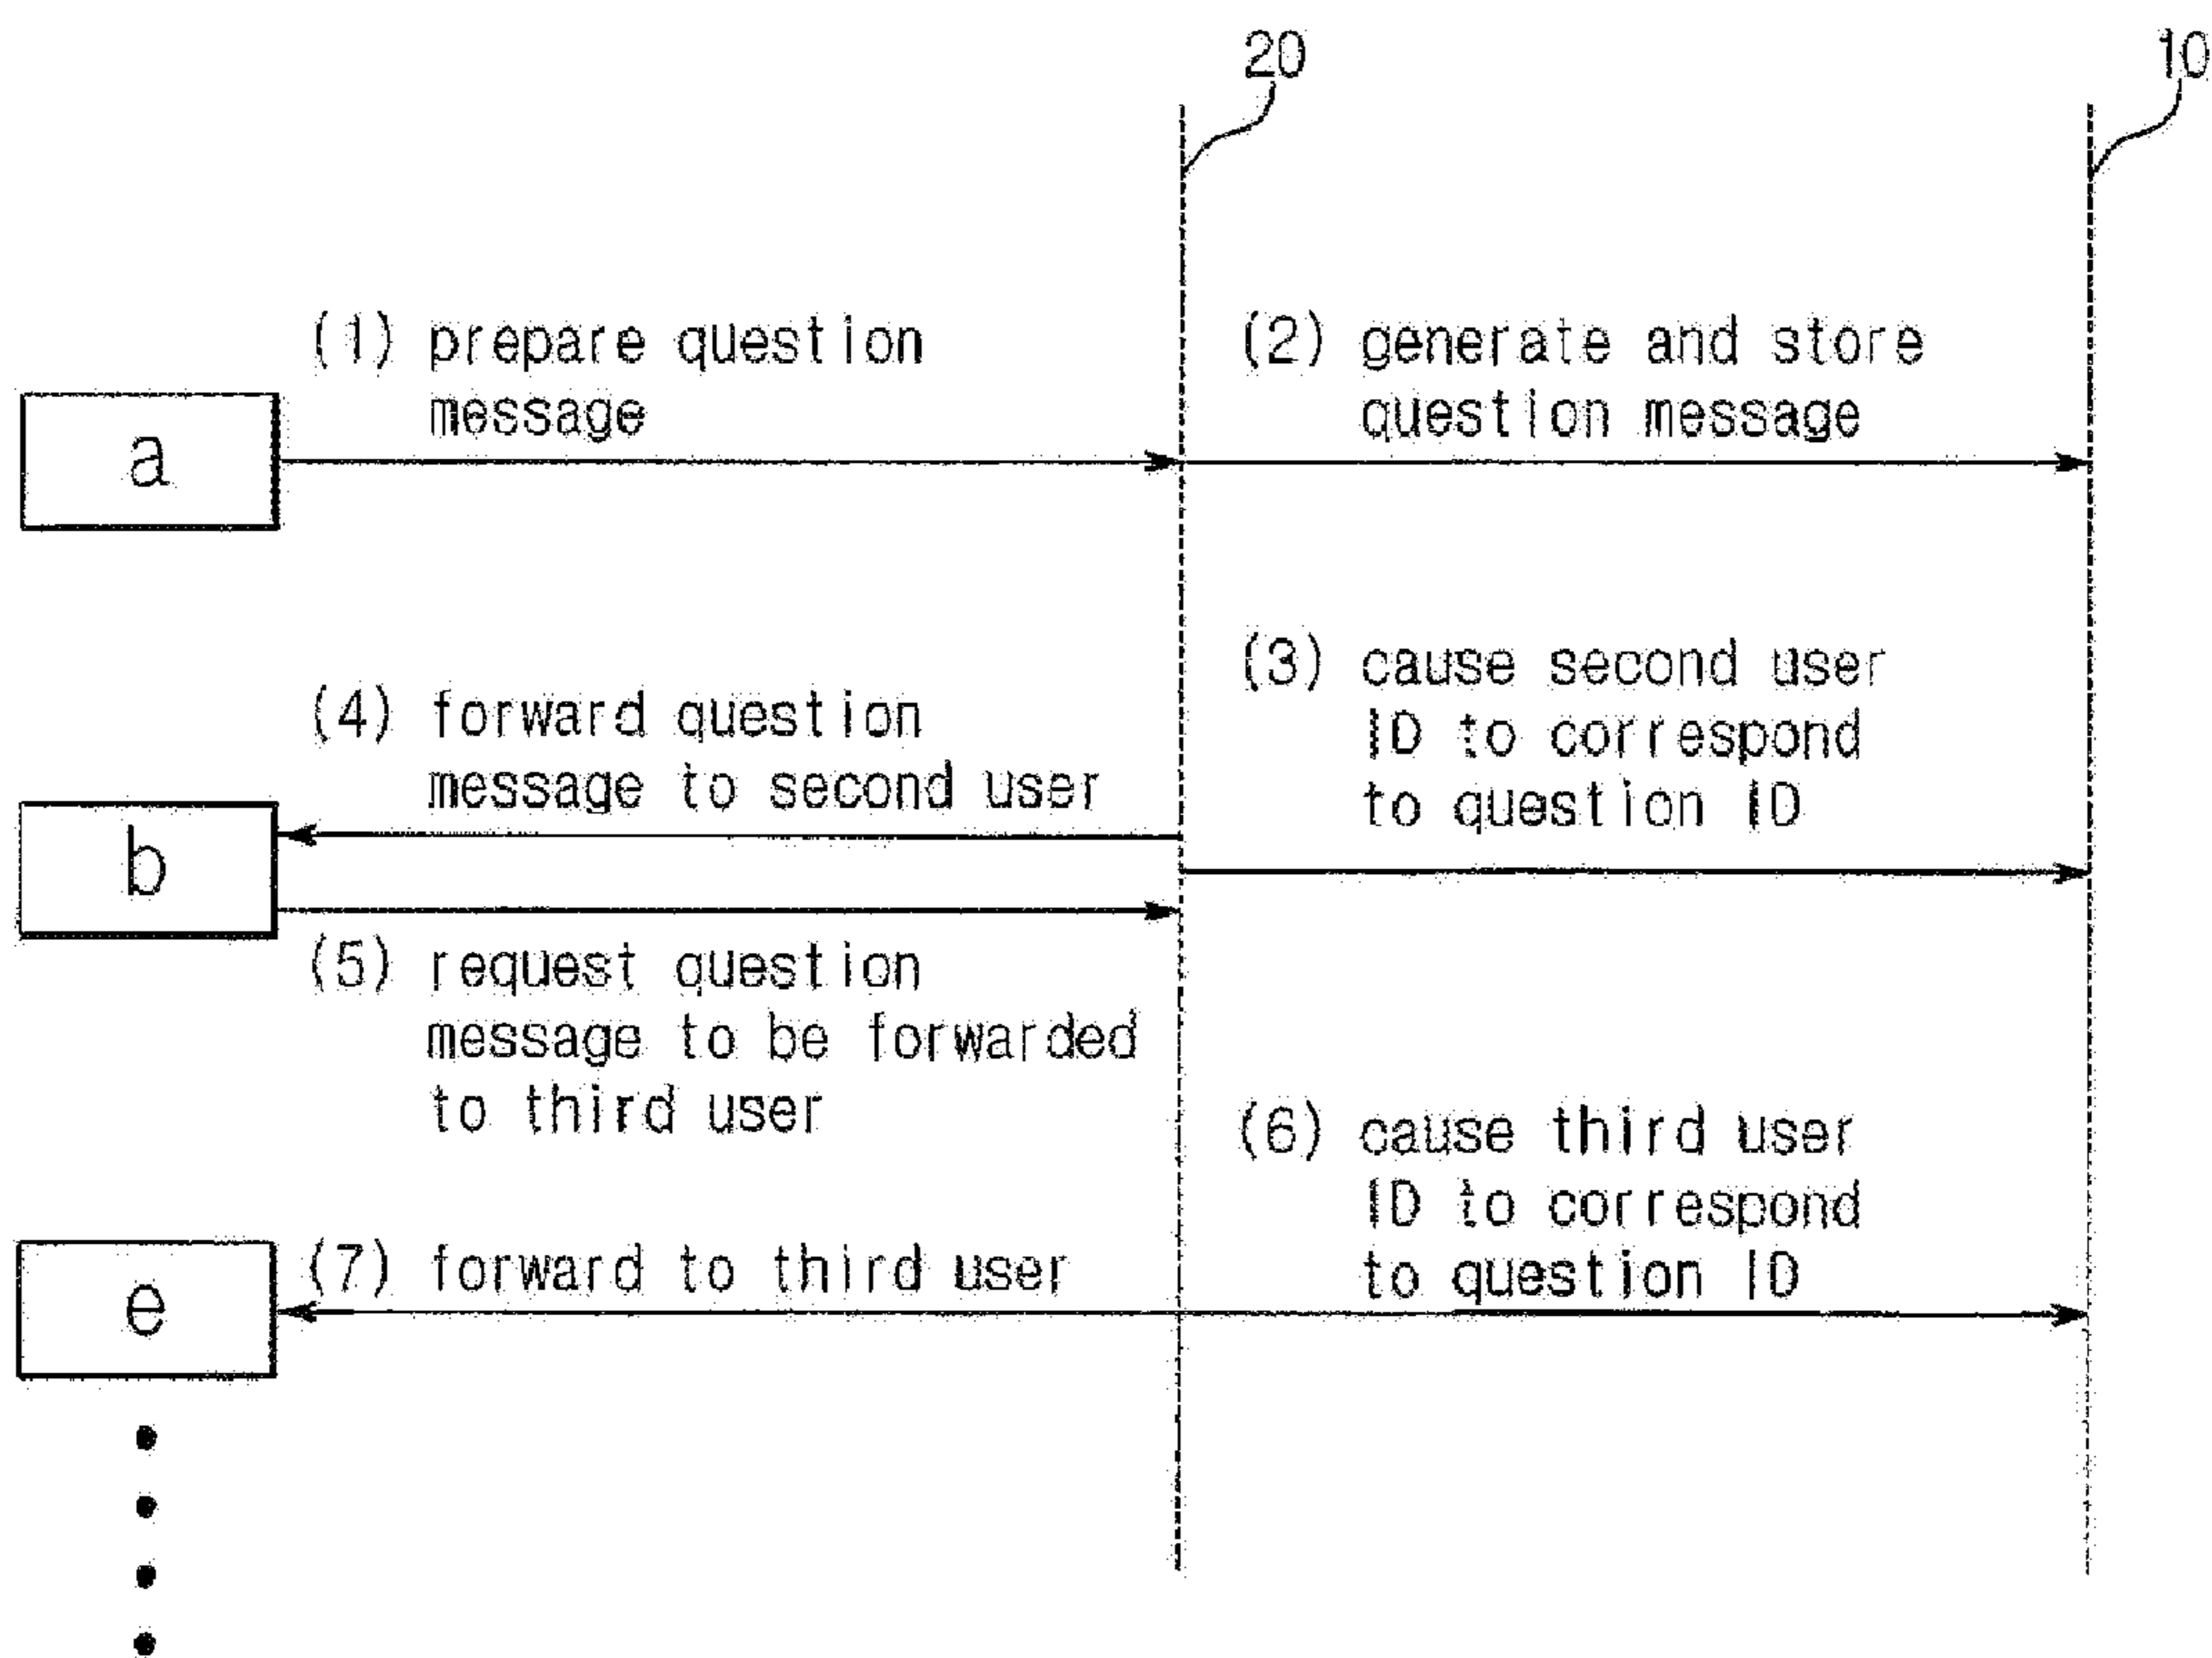 20
10
(1) prepare question
message
(2) generate and store
question message
a
(3) cause second user
ID to correspond
to question ID
(4) forward question
message to second user
b
(5) request question
message to be forwarded
to third user
(6) cause third user
ID to correspond
to question ID
(7) forward to third user
e